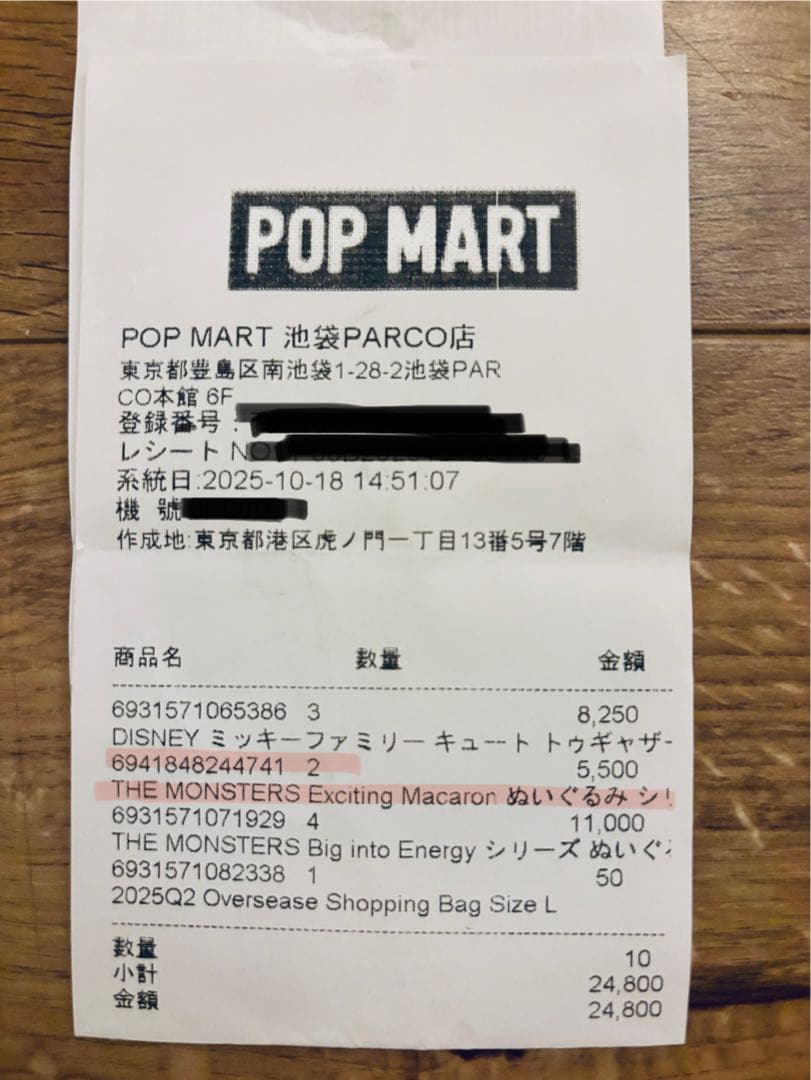 POP MART
POP MART 池袋PARCO店
東京都豊島区南池袋1-28-2池袋PAR
CO本館 6F
登録番号:
レシート NO
系統日:2025-10-18 14:51:07
機 號
作成地:東京都港区虎ノ門一丁目13番5号7階
商品名 数量 金額
6931571065386 3 8,250
DISNEY ミッキーファミリー キュート トゥギャザー
6941848244741 2 5,500
THE MONSTERS Exciting Macaron ぬいぐるみ シリ
6931571071929 4 11,000
THE MONSTERS Big into Energy シリーズ ぬいぐ
6931571082338 1 50
2025Q2 Oversease Shopping Bag Size L
数量 10
小計 24,800
金額 24,800